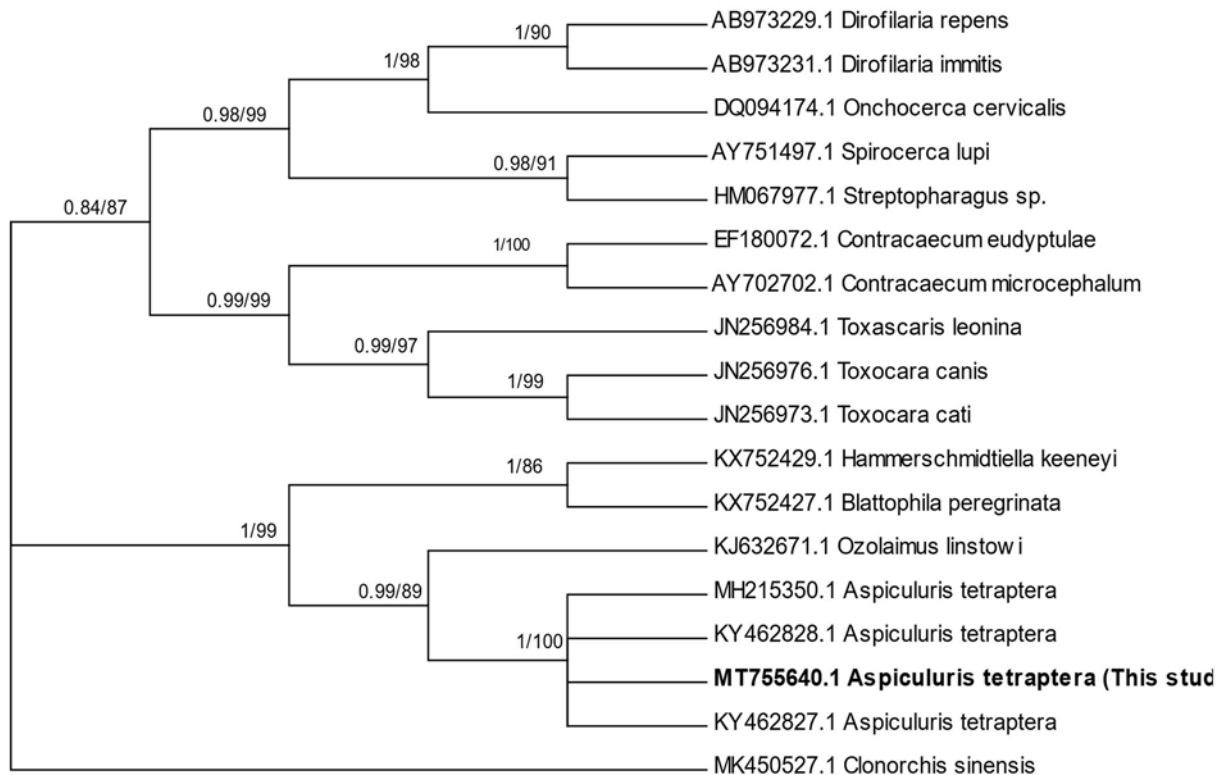 1/90
AB973229.1 Dirofilaria repens
1/98
AB973231.1 Dirofilaria immitis
0.98/99
DQ094174.1 Onchocerca cervicalis
0.98/91
AY751497.1 Spirocerca lupi
HM067977.1 Streptopharagus sp.
0.84/87
1/100
EF180072.1 Contracaecum eudyptulae
AY702702.1 Contracaecum microcephalum
0.99/99
JN256984.1 Toxascaris leonina
0.99/97
JN256976.1 Toxocara canis
1/99
JN256973.1 Toxocara cati
1/86
KX752429.1 Hammerschmidtiella keeneyi
KX752427.1 Blattophila peregrinata
1/99
KJ632671.1 Ozolaimus linstowi
0.99/89
MH215350.1 Aspiculuris tetraptera
1/100
KY462828.1 Aspiculuris tetraptera
MT755640.1 Aspiculuris tetraptera (This stud
KY462827.1 Aspiculuris tetraptera
MK450527.1 Clonorchis sinensis